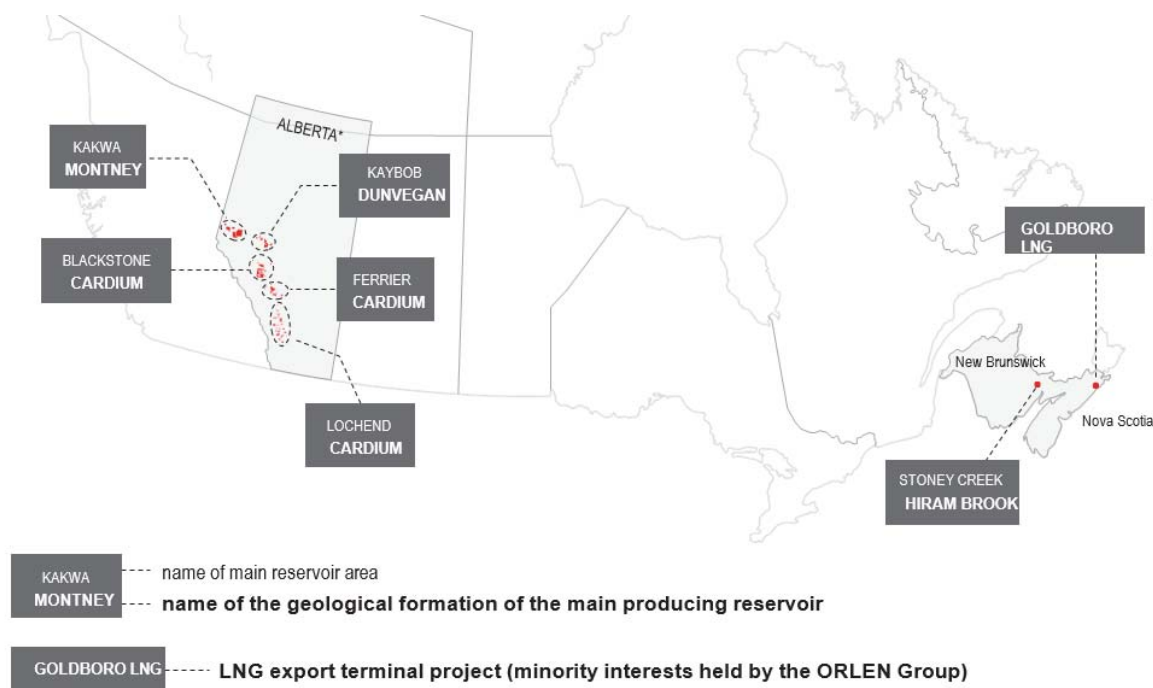 ALBERTA*
KAKWA
MONTNEY
KAYBOB
DUNVEGAN
BLACKSTONE
CARDIUM
FERRIER
CARDIUM
LOCHEND
CARDIUM
GOLDBORO
LNG
New Brunswick
Nova Scotia
STONEY CREEK
HIRAM BROOK
KAKWA
MONTNEY
name of main reservoir area
name of the geological formation of the main producing reservoir
GOLDBORO LNG
LNG export terminal project (minority interests held by the ORLEN Group)